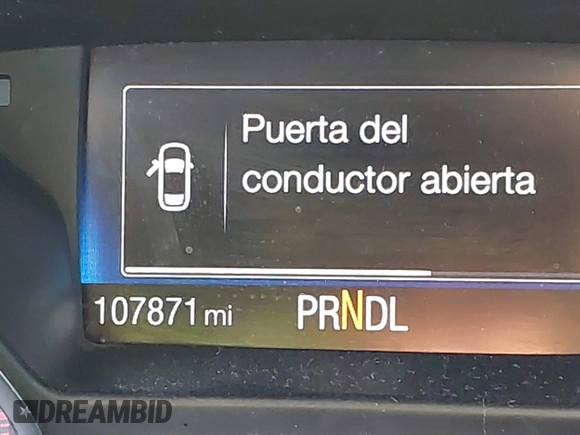 Puerta del
conductor abierta
107871 mi PRNDL
DREAMBID